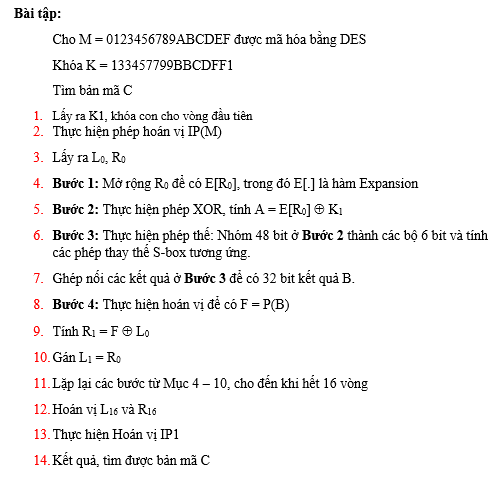 Bài tập:
Cho M = 0123456789ABCDEF được mã hóa bằng DES
Khóa K = 133457799BBCDFF1
Tìm bản mã C
1. Lấy ra K1, khóa con cho vòng đầu tiên
2. Thực hiện phép hoán vị IP(M)
3. Lấy ra L₀, R₀
4. Bước 1: Mở rộng R₀ để có E[R₀], trong đó E[.] là hàm Expansion
5. Bước 2: Thực hiện phép XOR, tính A = E[R₀] ⊕ K₁
6. Bước 3: Thực hiện phép thế: Nhóm 48 bit ở Bước 2 thành các bộ 6 bit và tính
các phép thay thế S-box tương ứng.
7. Ghép nối các kết quả ở Bước 3 để có 32 bit kết quả B.
8. Bước 4: Thực hiện hoán vị để có F = P(B)
9. Tính R₁ = F ⊕ L₀
10. Gán L₁ = R₀
11. Lặp lại các bước từ Mục 4 – 10, cho đến khi hết 16 vòng
12. Hoán vị L₁₆ và R₁₆
13. Thực hiện Hoán vị IP1
14. Kết quả, tìm được bản mã C